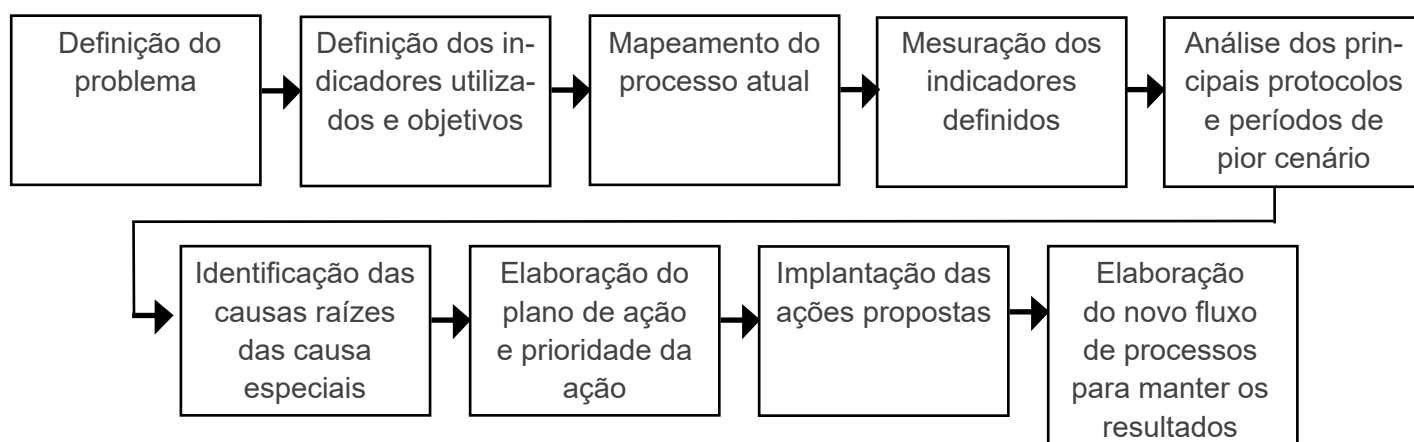 Definição do
problema
Definição dos in-
dicadores utiliza-
dos e objetivos
Mapeamento do
processo atual
Mesuração dos
indicadores
definidos
Análise dos prin-
cipais protocolos
e períodos de
pior cenário
Identificação das
causas raízes
das causa
especiais
Elaboração do
plano de ação
e prioridade da
ação
Implantação das
ações propostas
Elaboração
do novo fluxo
de processos
para manter os
resultados